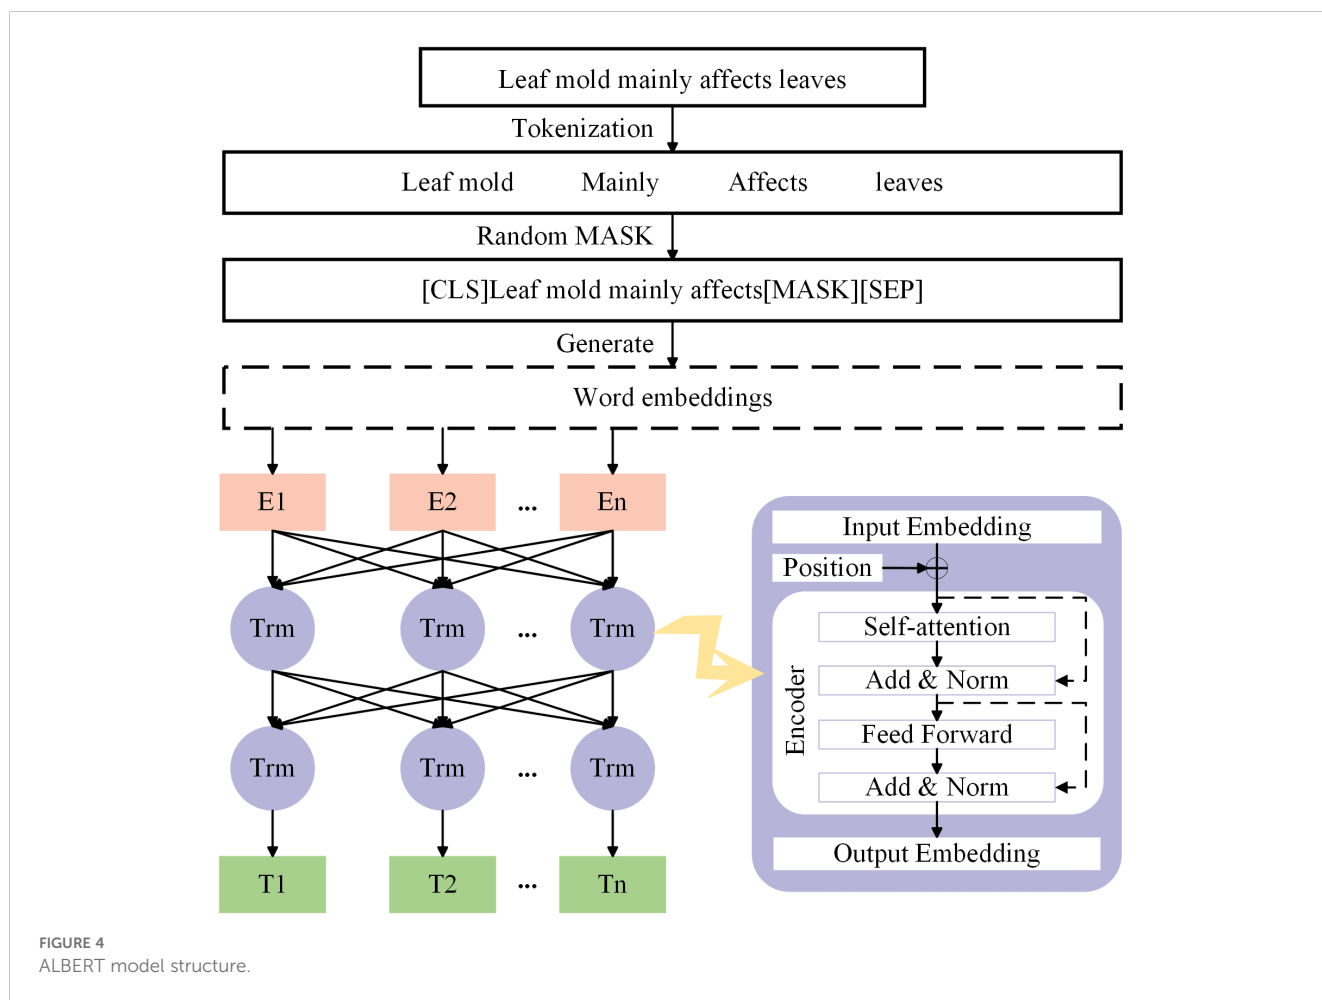 Leaf mold mainly affects leaves
Tokenization
Leaf mold Mainly Affects leaves
Random MASK
[CLS]Leaf mold mainly affects[MASK][SEP]
Generate
Word embeddings
E1 E2 ... En
Trm Trm ... Trm
Trm Trm ... Trm
T1 T2 ... Tn
Input Embedding
Position
Encoder
Self-attention
Add & Norm
Feed Forward
Add & Norm
Output Embedding
FIGURE 4
ALBERT model structure.